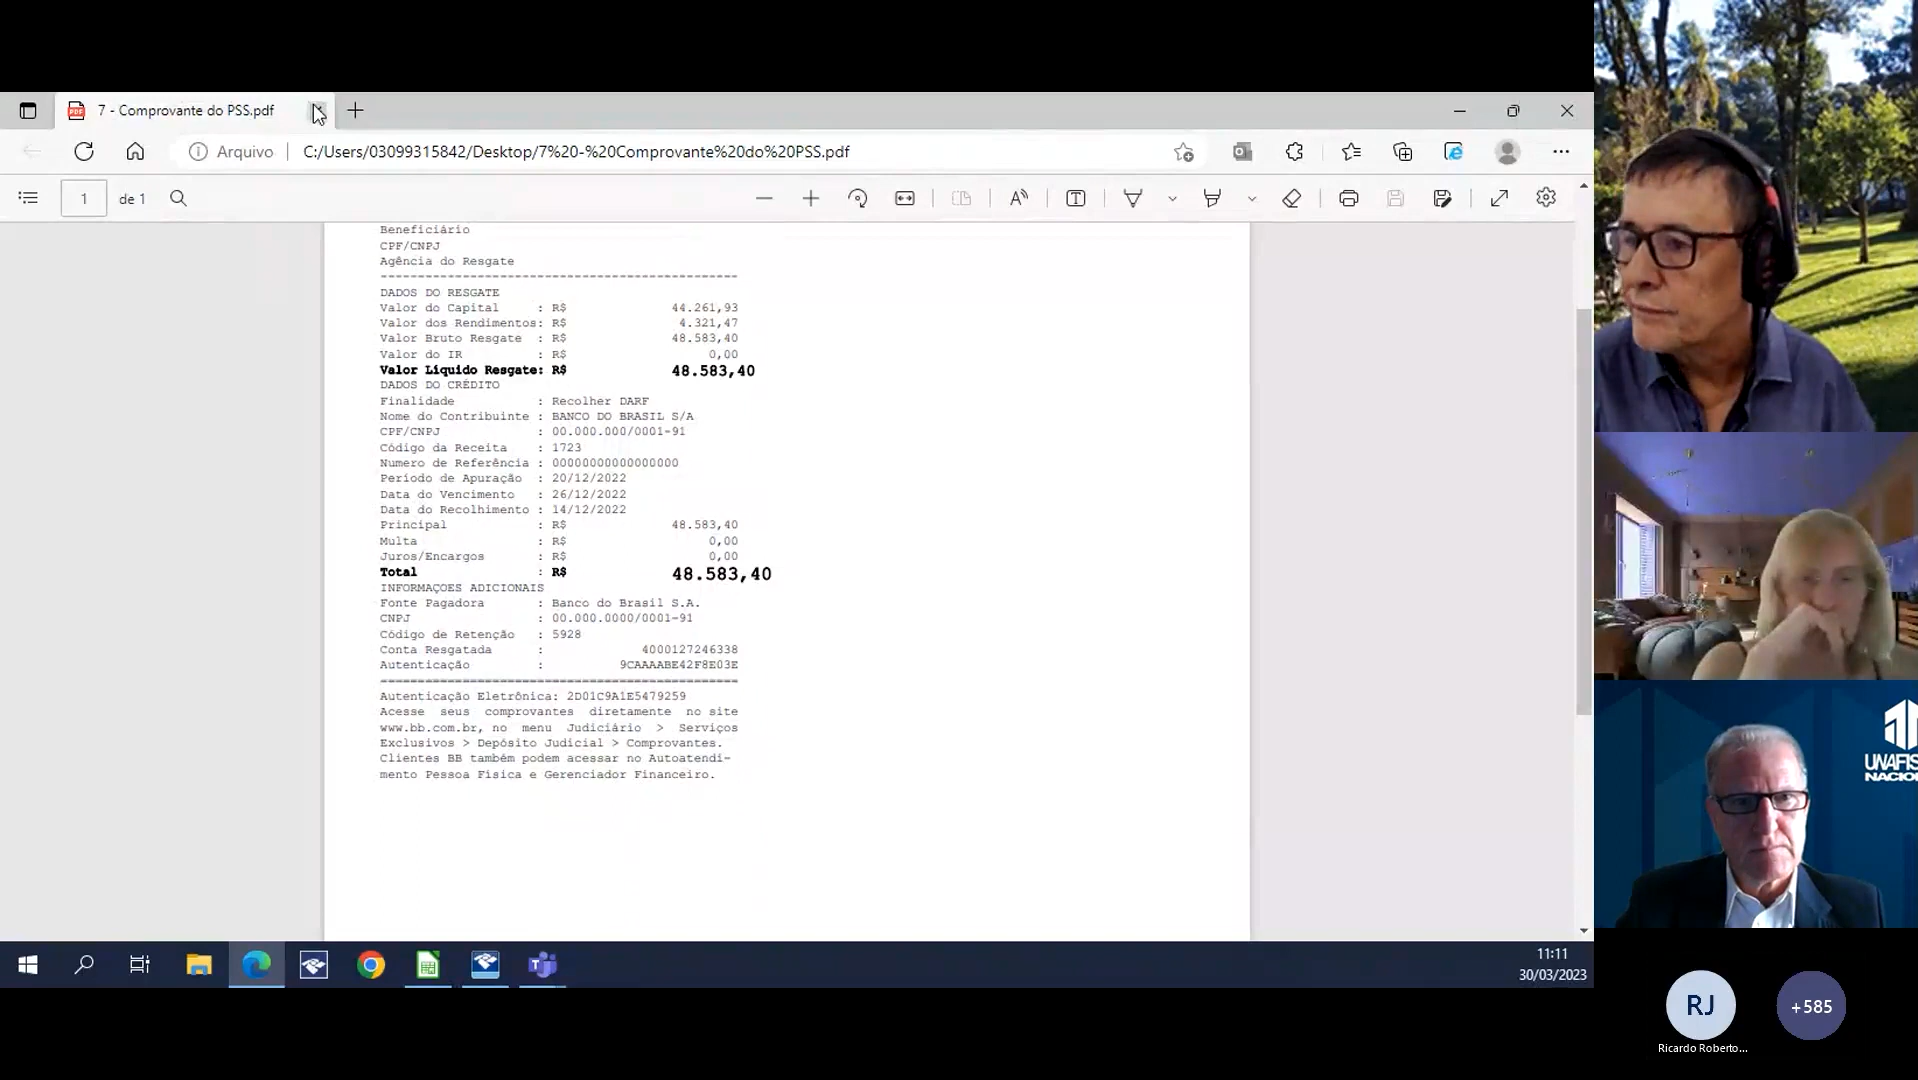 7 - Comprovante do PSS.pdf
Arquivo
C:/Users/03099315842/Desktop/7%20-%20Comprovante%20do%20PSS.pdf
1 de 1
Beneficiário
CPF/CNPJ
Agência do Resgate
------------------------------------------------
DADOS DO RESGATE
Valor do Capital : R$ 44.261,93
Valor dos Rendimentos: R$ 4.321,47
Valor Bruto Resgate : R$ 48.583,40
Valor do IR : R$ 0,00
Valor Líquido Resgate: R$ 48.583,40
DADOS DO CRÉDITO
Finalidade : Recolher DARF
Nome do Contribuinte : BANCO DO BRASIL S/A
CPF/CNPJ : 00.000.000/0001-91
Código da Receita : 1723
Numero de Referência : 00000000000000000
Período de Apuração : 20/12/2022
Data do Vencimento : 26/12/2022
Data do Recolhimento : 14/12/2022
Principal : R$ 48.583,40
Multa : R$ 0,00
Juros/Encargos : R$ 0,00
Total : R$ 48.583,40
INFORMAÇOES ADICIONAIS
Fonte Pagadora : Banco do Brasil S.A.
CNPJ : 00.000.0000/0001-91
Código de Retenção : 5928
Conta Resgatada : 4000127246338
Autenticação : 9CAAAABE42F8E03E
================================================
Autenticação Eletrônica: 2D01C9A1E5479259
Acesse seus comprovantes diretamente no site
www.bb.com.br, no menu Judiciário > Serviços
Exclusivos > Depósito Judicial > Comprovantes.
Clientes BB também podem acessar no Autoatendi-
mento Pessoa Física e Gerenciador Financeiro.
11:11
30/03/2023
UNAFIS
NACIO
RJ
+585
Ricardo Roberto...